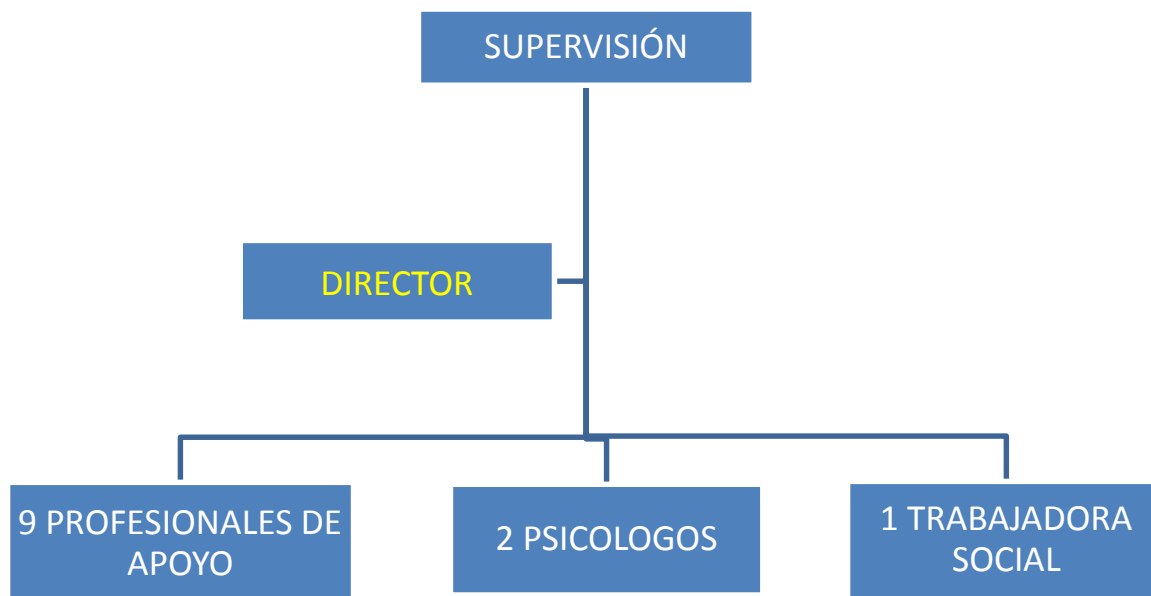 SUPERVISIÓN
DIRECTOR
9 PROFESIONALES DE
APOYO
2 PSICOLOGOS
1 TRABAJADORA
SOCIAL